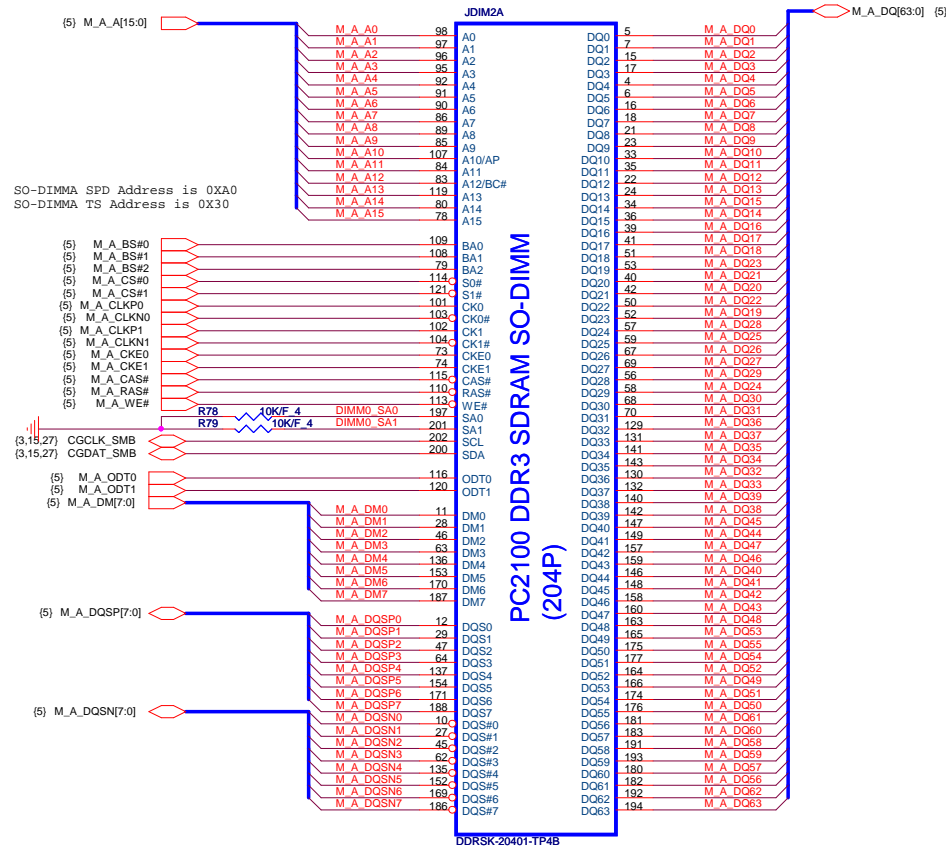 JDIM2A
{5} M_A_A[15:0]
M_A_A0 98 A0
M_A_A1 97 A1
M_A_A2 96 A2
M_A_A3 95 A3
M_A_A4 92 A4
M_A_A5 91 A5
M_A_A6 90 A6
M_A_A7 86 A7
M_A_A8 89 A8
M_A_A9 85 A9
M_A_A10 107 A10/AP
M_A_A11 84 A11
M_A_A12 83 A12/BC#
M_A_A13 119 A13
M_A_A14 80 A14
M_A_A15 78 A15
SO-DIMMA SPD Address is 0XA0
SO-DIMMA TS Address is 0X30
{5} M_A_BS#0 109 BA0
{5} M_A_BS#1 108 BA1
{5} M_A_BS#2 79 BA2
{5} M_A_CS#0 114 S0#
{5} M_A_CS#1 121 S1#
{5} M_A_CLKP0 101 CK0
{5} M_A_CLKN0 103 CK0#
{5} M_A_CLKP1 102 CK1
{5} M_A_CLKN1 104 CK1#
{5} M_A_CKE0 73 CKE0
{5} M_A_CKE1 74 CKE1
{5} M_A_CAS# 115 CAS#
{5} M_A_RAS# 110 RAS#
{5} M_A_WE# 113 WE#
R78 10K/F_4 DIMM0_SA0 197 SA0
R79 10K/F_4 DIMM0_SA1 201 SA1
{3,15,27} CGCLK_SMB 202 SCL
{3,15,27} CGDAT_SMB 200 SDA
{5} M_A_ODT0 116 ODT0
{5} M_A_ODT1 120 ODT1
{5} M_A_DM[7:0]
M_A_DM0 11 DM0
M_A_DM1 28 DM1
M_A_DM2 46 DM2
M_A_DM3 63 DM3
M_A_DM4 136 DM4
M_A_DM5 153 DM5
M_A_DM6 170 DM6
M_A_DM7 187 DM7
{5} M_A_DQSP[7:0]
M_A_DQSP0 12 DQS0
M_A_DQSP1 29 DQS1
M_A_DQSP2 47 DQS2
M_A_DQSP3 64 DQS3
M_A_DQSP4 137 DQS4
M_A_DQSP5 154 DQS5
M_A_DQSP6 171 DQS6
M_A_DQSP7 188 DQS7
{5} M_A_DQSN[7:0]
M_A_DQSN0 10 DQS#0
M_A_DQSN1 27 DQS#1
M_A_DQSN2 45 DQS#2
M_A_DQSN3 62 DQS#3
M_A_DQSN4 135 DQS#4
M_A_DQSN5 152 DQS#5
M_A_DQSN6 169 DQS#6
M_A_DQSN7 186 DQS#7
PC2100 DDR3 SDRAM SO-DIMM
(204P)
M_A_DQ[63:0] {5}
DQ0 5 M_A_DQ0
DQ1 7 M_A_DQ1
DQ2 15 M_A_DQ2
DQ3 17 M_A_DQ3
DQ4 4 M_A_DQ4
DQ5 6 M_A_DQ5
DQ6 16 M_A_DQ6
DQ7 18 M_A_DQ7
DQ8 21 M_A_DQ8
DQ9 23 M_A_DQ9
DQ10 33 M_A_DQ10
DQ11 35 M_A_DQ11
DQ12 22 M_A_DQ12
DQ13 24 M_A_DQ13
DQ14 34 M_A_DQ15
DQ15 36 M_A_DQ14
DQ16 39 M_A_DQ16
DQ17 41 M_A_DQ17
DQ18 51 M_A_DQ18
DQ19 53 M_A_DQ23
DQ20 40 M_A_DQ21
DQ21 42 M_A_DQ20
DQ22 50 M_A_DQ22
DQ23 52 M_A_DQ19
DQ24 57 M_A_DQ28
DQ25 59 M_A_DQ25
DQ26 67 M_A_DQ26
DQ27 69 M_A_DQ27
DQ28 56 M_A_DQ29
DQ29 58 M_A_DQ24
DQ30 68 M_A_DQ30
DQ31 70 M_A_DQ31
DQ32 129 M_A_DQ36
DQ33 131 M_A_DQ37
DQ34 141 M_A_DQ35
DQ35 143 M_A_DQ34
DQ36 130 M_A_DQ32
DQ37 132 M_A_DQ33
DQ38 140 M_A_DQ39
DQ39 142 M_A_DQ38
DQ40 147 M_A_DQ45
DQ41 149 M_A_DQ44
DQ42 157 M_A_DQ47
DQ43 159 M_A_DQ46
DQ44 146 M_A_DQ40
DQ45 148 M_A_DQ41
DQ46 158 M_A_DQ42
DQ47 160 M_A_DQ43
DQ48 163 M_A_DQ48
DQ49 165 M_A_DQ53
DQ50 175 M_A_DQ55
DQ51 177 M_A_DQ54
DQ52 164 M_A_DQ52
DQ53 166 M_A_DQ49
DQ54 174 M_A_DQ51
DQ55 176 M_A_DQ50
DQ56 181 M_A_DQ61
DQ57 183 M_A_DQ60
DQ58 191 M_A_DQ58
DQ59 193 M_A_DQ59
DQ60 180 M_A_DQ57
DQ61 182 M_A_DQ56
DQ62 192 M_A_DQ62
DQ63 194 M_A_DQ63
DDRSK-20401-TP4B